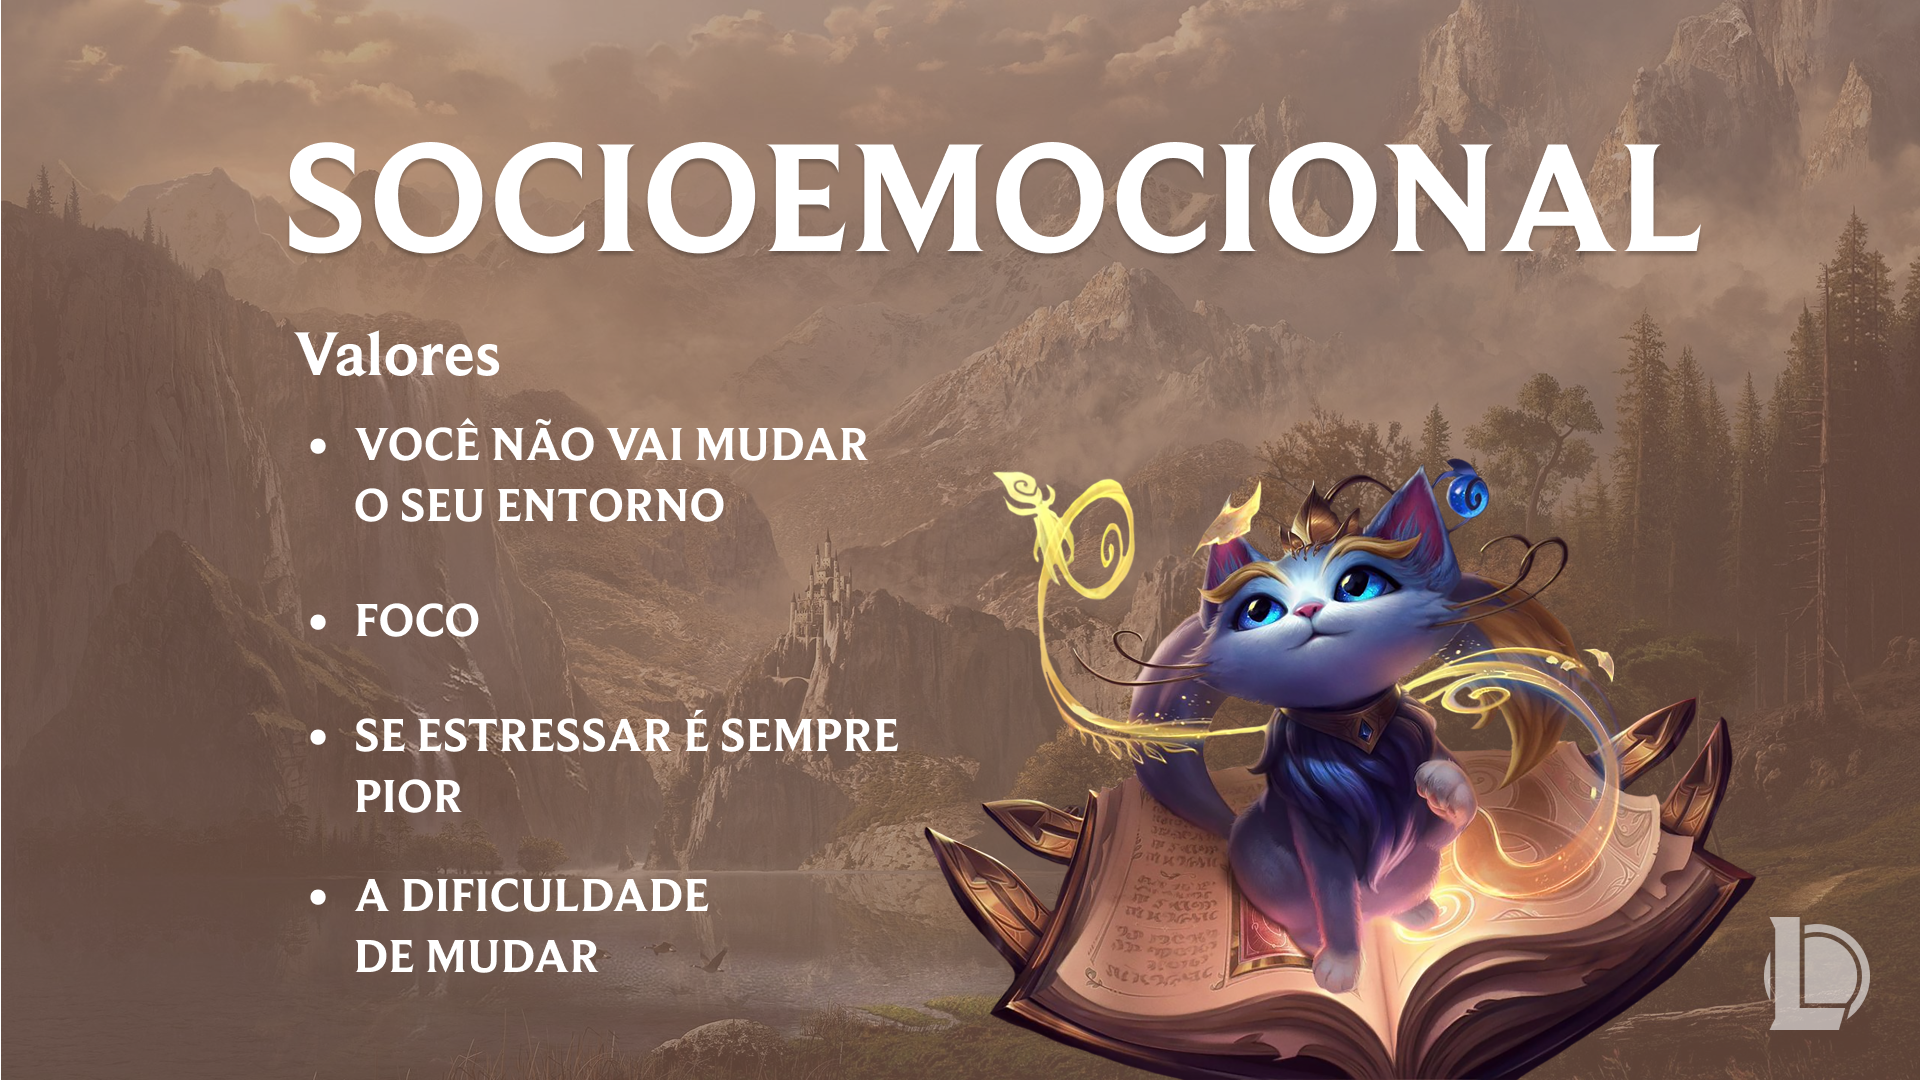 SOCIOEMOCIONAL
Valores
• VOCÊ NÃO VAI MUDAR
O SEU ENTORNO
• FOCO
• SE ESTRESSAR É SEMPRE
PIOR
• A DIFICULDADE
DE MUDAR